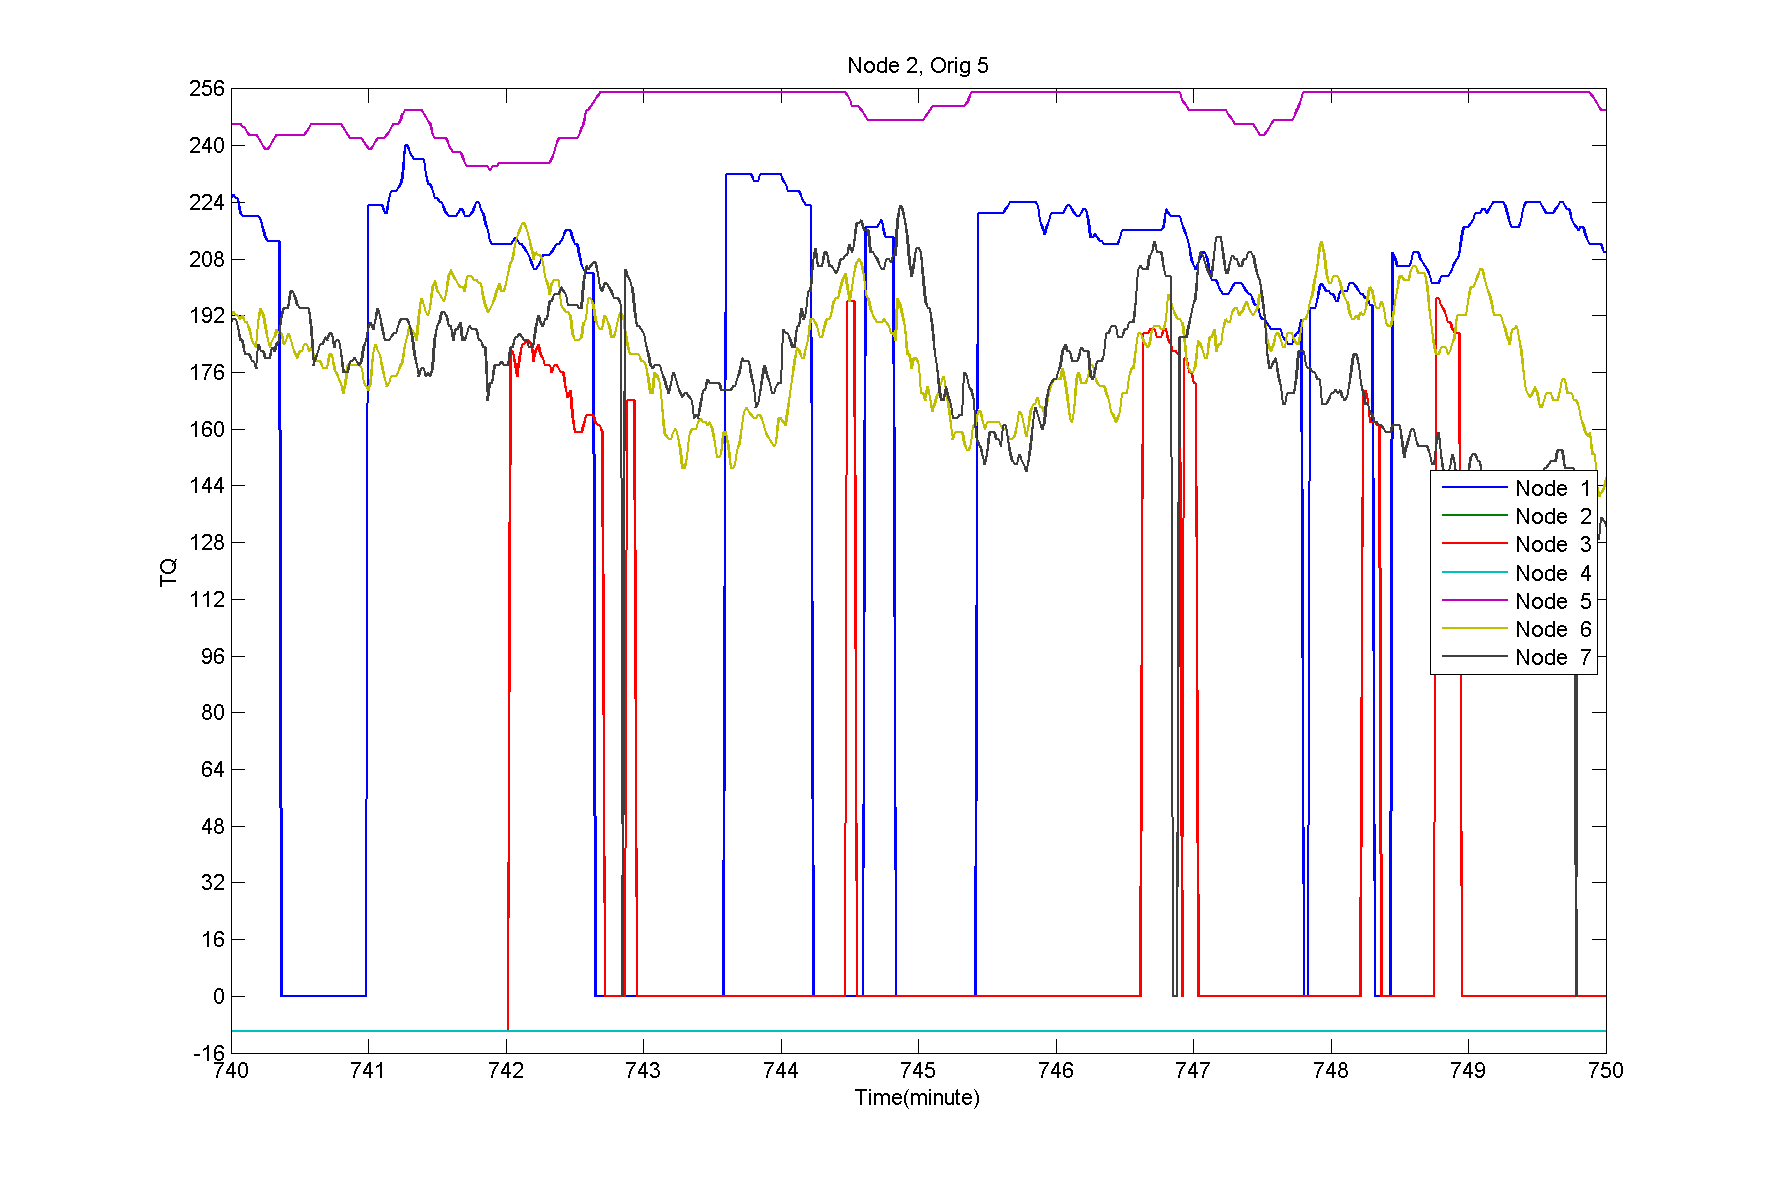 Node 2, Orig 5
256
240
224
208
192
176
160
144
128
112
96
80
64
48
32
16
0
-16
TQ
740 741 742 743 744 745 746 747 748 749 750
Time(minute)
Node 1
Node 2
Node 3
Node 4
Node 5
Node 6
Node 7